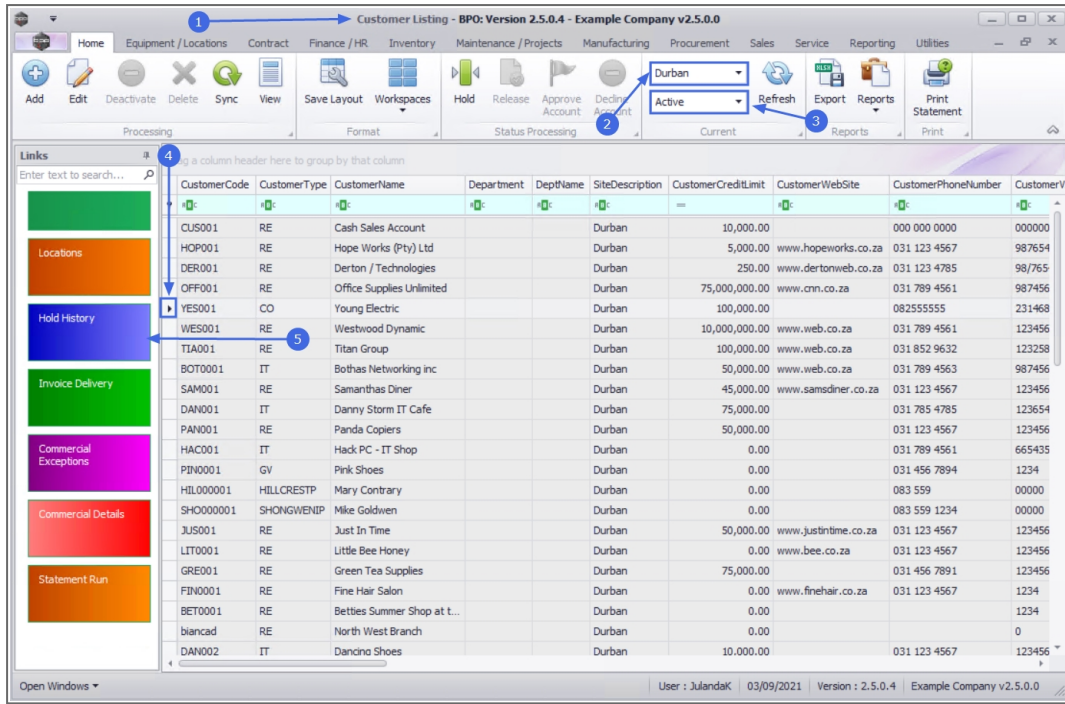 1
Customer Listing - BPO: Version 2.5.0.4 - Example Company v2.5.0.0
Home Equipment / Locations Contract Finance / HR Inventory Maintenance / Projects Manufacturing Procurement Sales Service Reporting Utilities
Add Edit Deactivate Delete Sync View Save Layout Workspaces Hold Release Approve Account Decline Account
Durban
Active
Refresh Export Reports Print Statement
2 3
Processing Format Status Processing Current Reports Print
Links
Enter text to search...
4
a column header here to group by that column
CustomerCode CustomerType CustomerName Department DeptName SiteDescription CustomerCreditLimit CustomerWebSite CustomerPhoneNumber CustomerV
CUS001 RE Cash Sales Account Durban 10,000.00 000 000 0000 000000
HOP001 RE Hope Works (Pty) Ltd Durban 5,000.00 www.hopeworks.co.za 031 123 4567 987654
DER001 RE Derton / Technologies Durban 250.00 www.dertonweb.co.za 031 123 4785 98/765
OFF001 RE Office Supplies Unlimited Durban 75,000,000.00 www.cnn.co.za 031 789 4561 987456
YES001 CO Young Electric Durban 100,000.00 082555555 231468
WES001 RE Westwood Dynamic Durban 10,000,000.00 www.web.co.za 031 789 4561 123456
TIA001 RE Titan Group Durban 100,000.00 www.web.co.za 031 852 9632 123258
BOT0001 IT Bothas Networking inc Durban 50,000.00 www.web.co.za 031 789 4563 987456
SAM001 RE Samanthas Diner Durban 45,000.00 www.samsdiner.co.za 031 123 4567 123456
DAN001 IT Danny Storm IT Cafe Durban 75,000.00 031 785 4785 123654
PAN001 RE Panda Copiers Durban 50,000.00 031 123 4567 123456
HAC001 IT Hack PC - IT Shop Durban 0.00 031 789 4561 665435
PIN0001 GV Pink Shoes Durban 0.00 031 456 7894 1234
HIL000001 HILLCRESTP Mary Contrary Durban 0.00 083 559 00000
SHO000001 SHONGWENIP Mike Goldwen Durban 0.00 083 559 1234 00000
JUS001 RE Just In Time Durban 50,000.00 www.justintime.co.za 031 123 4567 123456
LIT0001 RE Little Bee Honey Durban 0.00 www.bee.co.za 031 123 4567 123456
GRE001 RE Green Tea Supplies Durban 75,000.00 031 456 7891 123456
FIN0001 RE Fine Hair Salon Durban 0.00 www.finehair.co.za 031 123 4567 1234
BET0001 RE Betties Summer Shop at t... Durban 0.00 1234
biancad RE North West Branch Durban 0.00 0
DAN002 IT Dancing Shoes Durban 10,000.00 031 123 4567 123456
Locations
Hold History
5
Invoice Delivery
Commercial
Exceptions
Commercial Details
Statement Run
Open Windows User : JulandaK 03/09/2021 Version : 2.5.0.4 Example Company v2.5.0.0